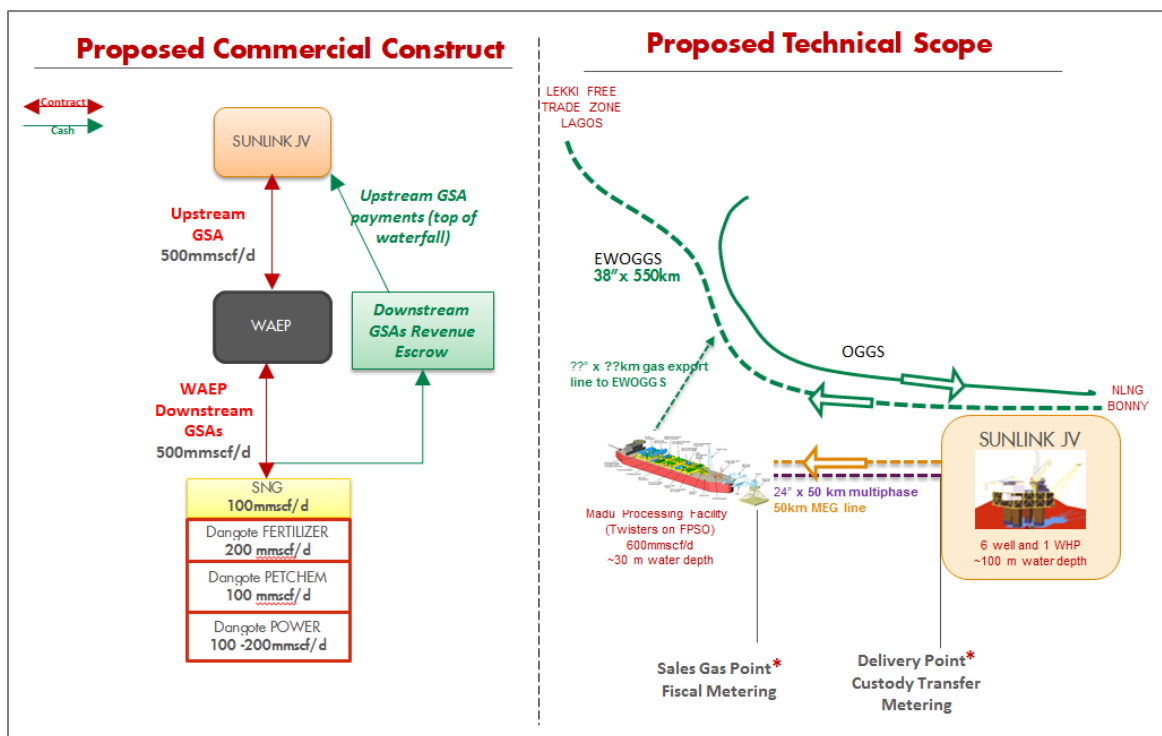 Proposed Commercial Construct
Contract
Cash
SUNLINK JV
Upstream
GSA
500mmscf/d
Upstream GSA
payments (top of
waterfall)
WAEP
Downstream
GSAs Revenue
Escrow
WAEP
Downstream
GSAs
500mmscf/d
SNG
100mmscf/d
Dangote FERTILIZER
200 mmscf/d
Dangote PETCHEM
100 mmscf/d
Dangote POWER
100 -200mmscf/d
Proposed Technical Scope
LEKKI FREE
TRADE ZONE
LAGOS
EWOGGS
38"x 550km
??" x ??km gas export
line to EWOGGS
OGGS
NLNG
BONNY
SUNLINK JV
6 well and 1 WHP
~100 m water depth
24" x 50 km multiphase
50km MEG line
Madu Processing Facility
(Twisters on FPSO)
600mmscf/d
~30 m water depth
Sales Gas Point*
Fiscal Metering
Delivery Point*
Custody Transfer
Metering